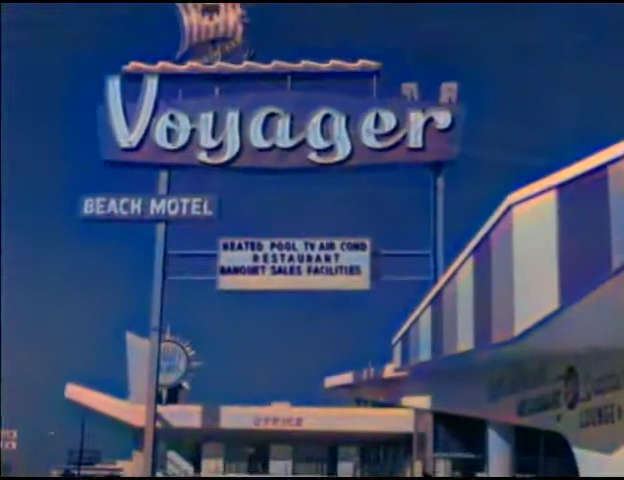 Voyager
BEACH MOTEL
HEATED POOL TV AIR COND
RESTAURANT
BANQUET SALES FACILITIES
OFFICE
LOUNGE